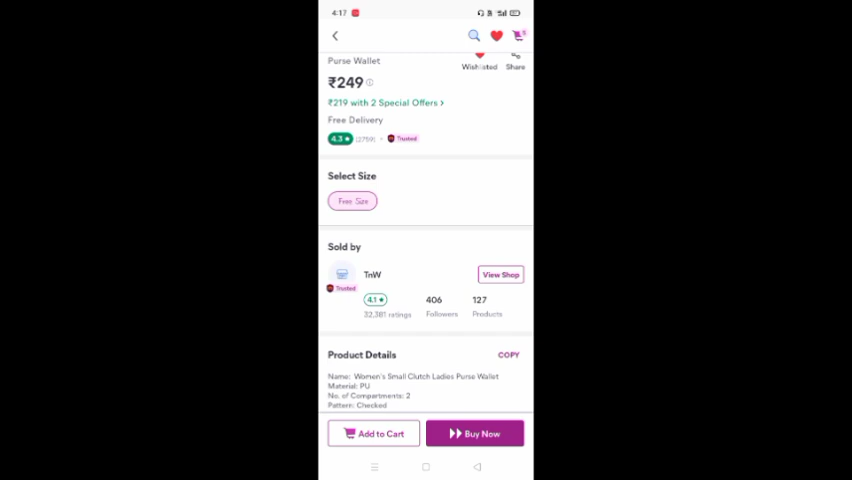 4:17
5
Purse Wallet
Wishlisted
Share
₹249
₹219 with 2 Special Offers >
Free Delivery
4.3 ★ (2759) • Trusted
Select Size
Free Size
Sold by
TnW
View Shop
Trusted
4.1 ★
406
127
32,381 ratings
Followers
Products
Product Details
COPY
Name: Women's Small Clutch Ladies Purse Wallet
Material: PU
No. of Compartments: 2
Pattern: Checked
Add to Cart
Buy Now